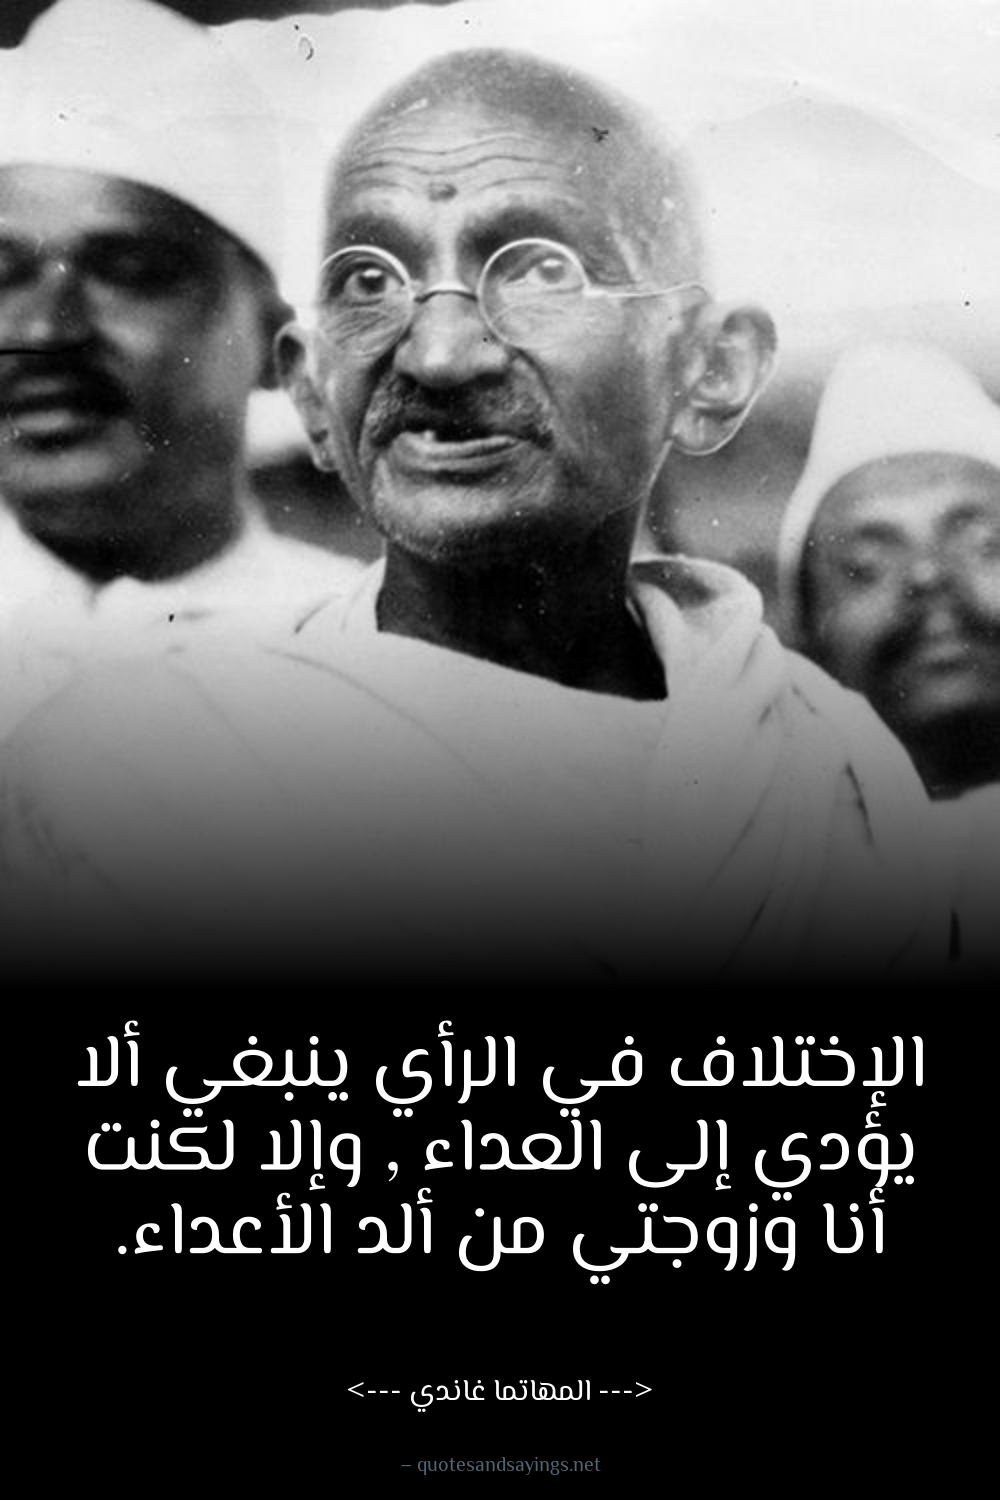 الإختلاف في الرأي ينبغي ألا
يؤدي إلى العداء , وإلا لكنت
أنا وزوجتي من ألد الأعداء.
<--- المهاتما غاندي --->
– quotesandsayings.net